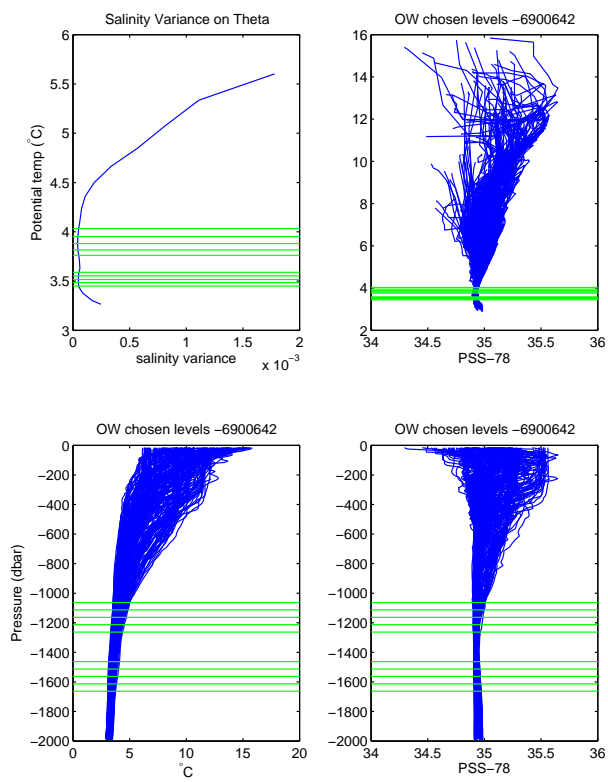 Salinity Variance on Theta
6
5.5
5
4.5
4
3.5
3
0 0.5 1 1.5 2
x 10−3
salinity variance
Potential temp (°C)
OW chosen levels −6900642
16
14
12
10
8
6
4
2
34 34.5 35 35.5 36
PSS−78
OW chosen levels −6900642
0
−200
−400
−600
−800
−1000
−1200
−1400
−1600
−1800
−2000
0 5 10 15 20
°C
Pressure (dbar)
OW chosen levels −6900642
0
−200
−400
−600
−800
−1000
−1200
−1400
−1600
−1800
−2000
34 34.5 35 35.5 36
PSS−78